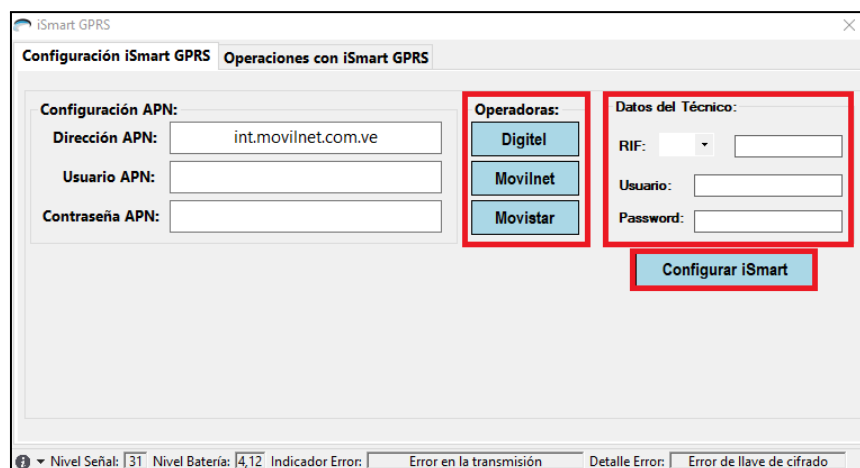 iSmart GPRS
Configuración iSmart GPRS
Operaciones con iSmart GPRS
Configuración APN:
Dirección APN:
int.movilnet.com.ve
Usuario APN:
Contraseña APN:
Operadoras:
Digitel
Movilnet
Movistar
Datos del Técnico:
RIF:
Usuario:
Password:
Configurar iSmart
Nivel Señal: 31 Nivel Batería: 4,12 Indicador Error: Error en la transmisión Detalle Error: Error de llave de cifrado